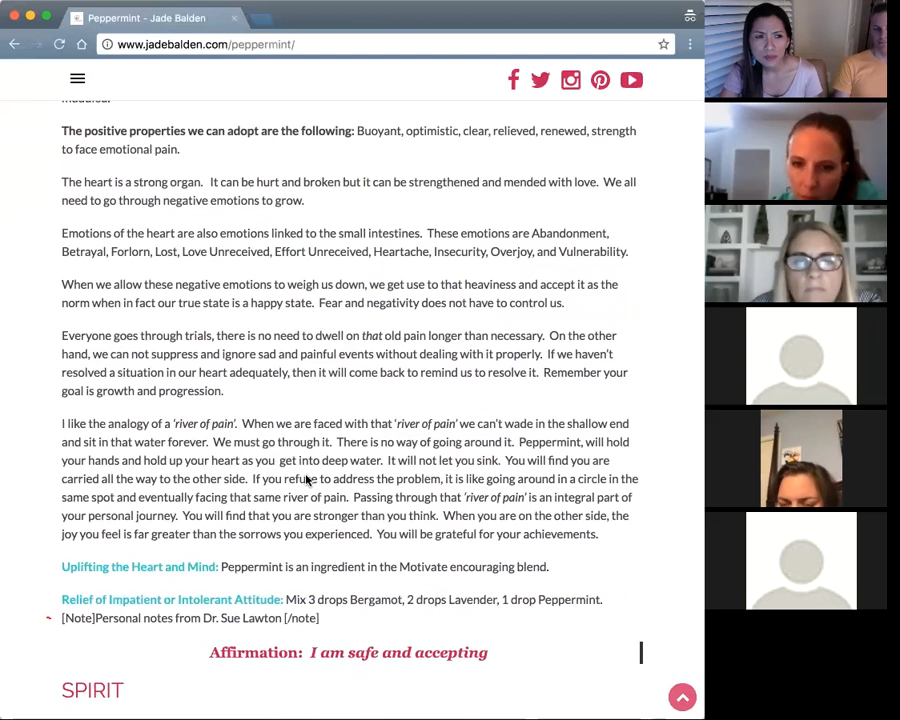 Peppermint - Jade Balden
www.jadebalden.com/peppermint/
The positive properties we can adopt are the following: Buoyant, optimistic, clear, relieved, renewed, strength
to face emotional pain.
The heart is a strong organ. It can be hurt and broken but it can be strengthened and mended with love. We all
need to go through negative emotions to grow.
Emotions of the heart are also emotions linked to the small intestines. These emotions are Abandonment,
Betrayal, Forlorn, Lost, Love Unreceived, Effort Unreceived, Heartache, Insecurity, Overjoy, and Vulnerability.
When we allow these negative emotions to weigh us down, we get use to that heaviness and accept it as the
norm when in fact our true state is a happy state. Fear and negativity does not have to control us.
Everyone goes through trials, there is no need to dwell on that old pain longer than necessary. On the other
hand, we can not suppress and ignore sad and painful events without dealing with it properly. If we haven't
resolved a situation in our heart adequately, then it will come back to remind us to resolve it. Remember your
goal is growth and progression.
I like the analogy of a 'river of pain'. When we are faced with that 'river of pain' we can't wade in the shallow end
and sit in that water forever. We must go through it. There is no way of going around it. Peppermint, will hold
your hands and hold up your heart as you get into deep water. It will not let you sink. You will find you are
carried all the way to the other side. If you refuse to address the problem, it is like going around in a circle in the
same spot and eventually facing that same river of pain. Passing through that 'river of pain' is an integral part of
your personal journey. You will find that you are stronger than you think. When you are on the other side, the
joy you feel is far greater than the sorrows you experienced. You will be grateful for your achievements.
Uplifting the Heart and Mind: Peppermint is an ingredient in the Motivate encouraging blend.
Relief of Impatient or Intolerant Attitude: Mix 3 drops Bergamot, 2 drops Lavender, 1 drop Peppermint.
[Note]Personal notes from Dr. Sue Lawton [/note]
Affirmation: I am safe and accepting
SPIRIT